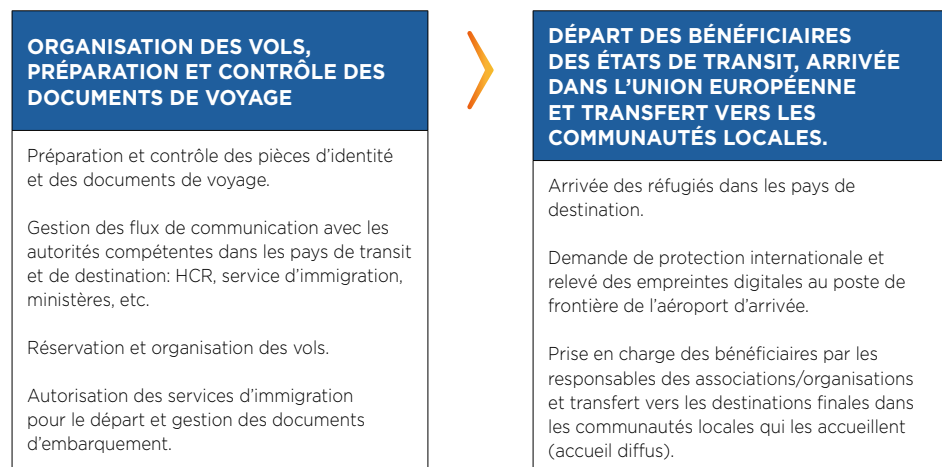 ORGANISATION DES VOLS,
PRÉPARATION ET CONTRÔLE DES
DOCUMENTS DE VOYAGE
Préparation et contrôle des pièces d’identité
et des documents de voyage.
Gestion des flux de communication avec les
autorités compétentes dans les pays de transit
et de destination: HCR, service d’immigration,
ministères, etc.
Réservation et organisation des vols.
Autorisation des services d’immigration
pour le départ et gestion des documents
d’embarquement.
DÉPART DES BÉNÉFICIAIRES
DES ÉTATS DE TRANSIT, ARRIVÉE
DANS L’UNION EUROPÉENNE
ET TRANSFERT VERS LES
COMMUNAUTÉS LOCALES.
Arrivée des réfugiés dans les pays de
destination.
Demande de protection internationale et
relevé des empreintes digitales au poste de
frontière de l’aéroport d’arrivée.
Prise en charge des bénéficiaires par les
responsables des associations/organisations
et transfert vers les destinations finales dans
les communautés locales qui les accueillent
(accueil diffus).